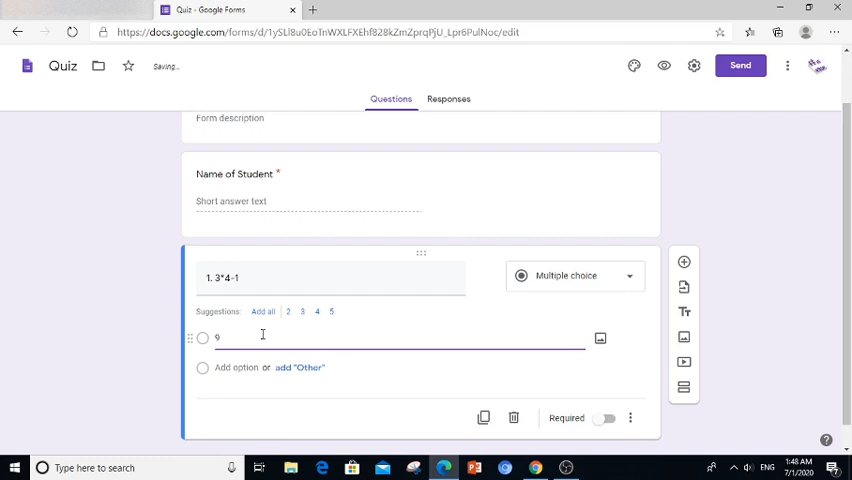 Quiz - Google Forms
https://docs.google.com/forms/d/1ySLl8u0EoTnWXLFXEhf828kZmZprqPjU_Lpr6PulNoc/edit
Quiz
Saving...
Send
Questions
Responses
Form description
Name of Student *
Short answer text
1. 3*4-1
Multiple choice
Suggestions: Add all 2 3 4 5
9
Add option or add "Other"
Required
Type here to search
ENG
1:48 AM
7/1/2020